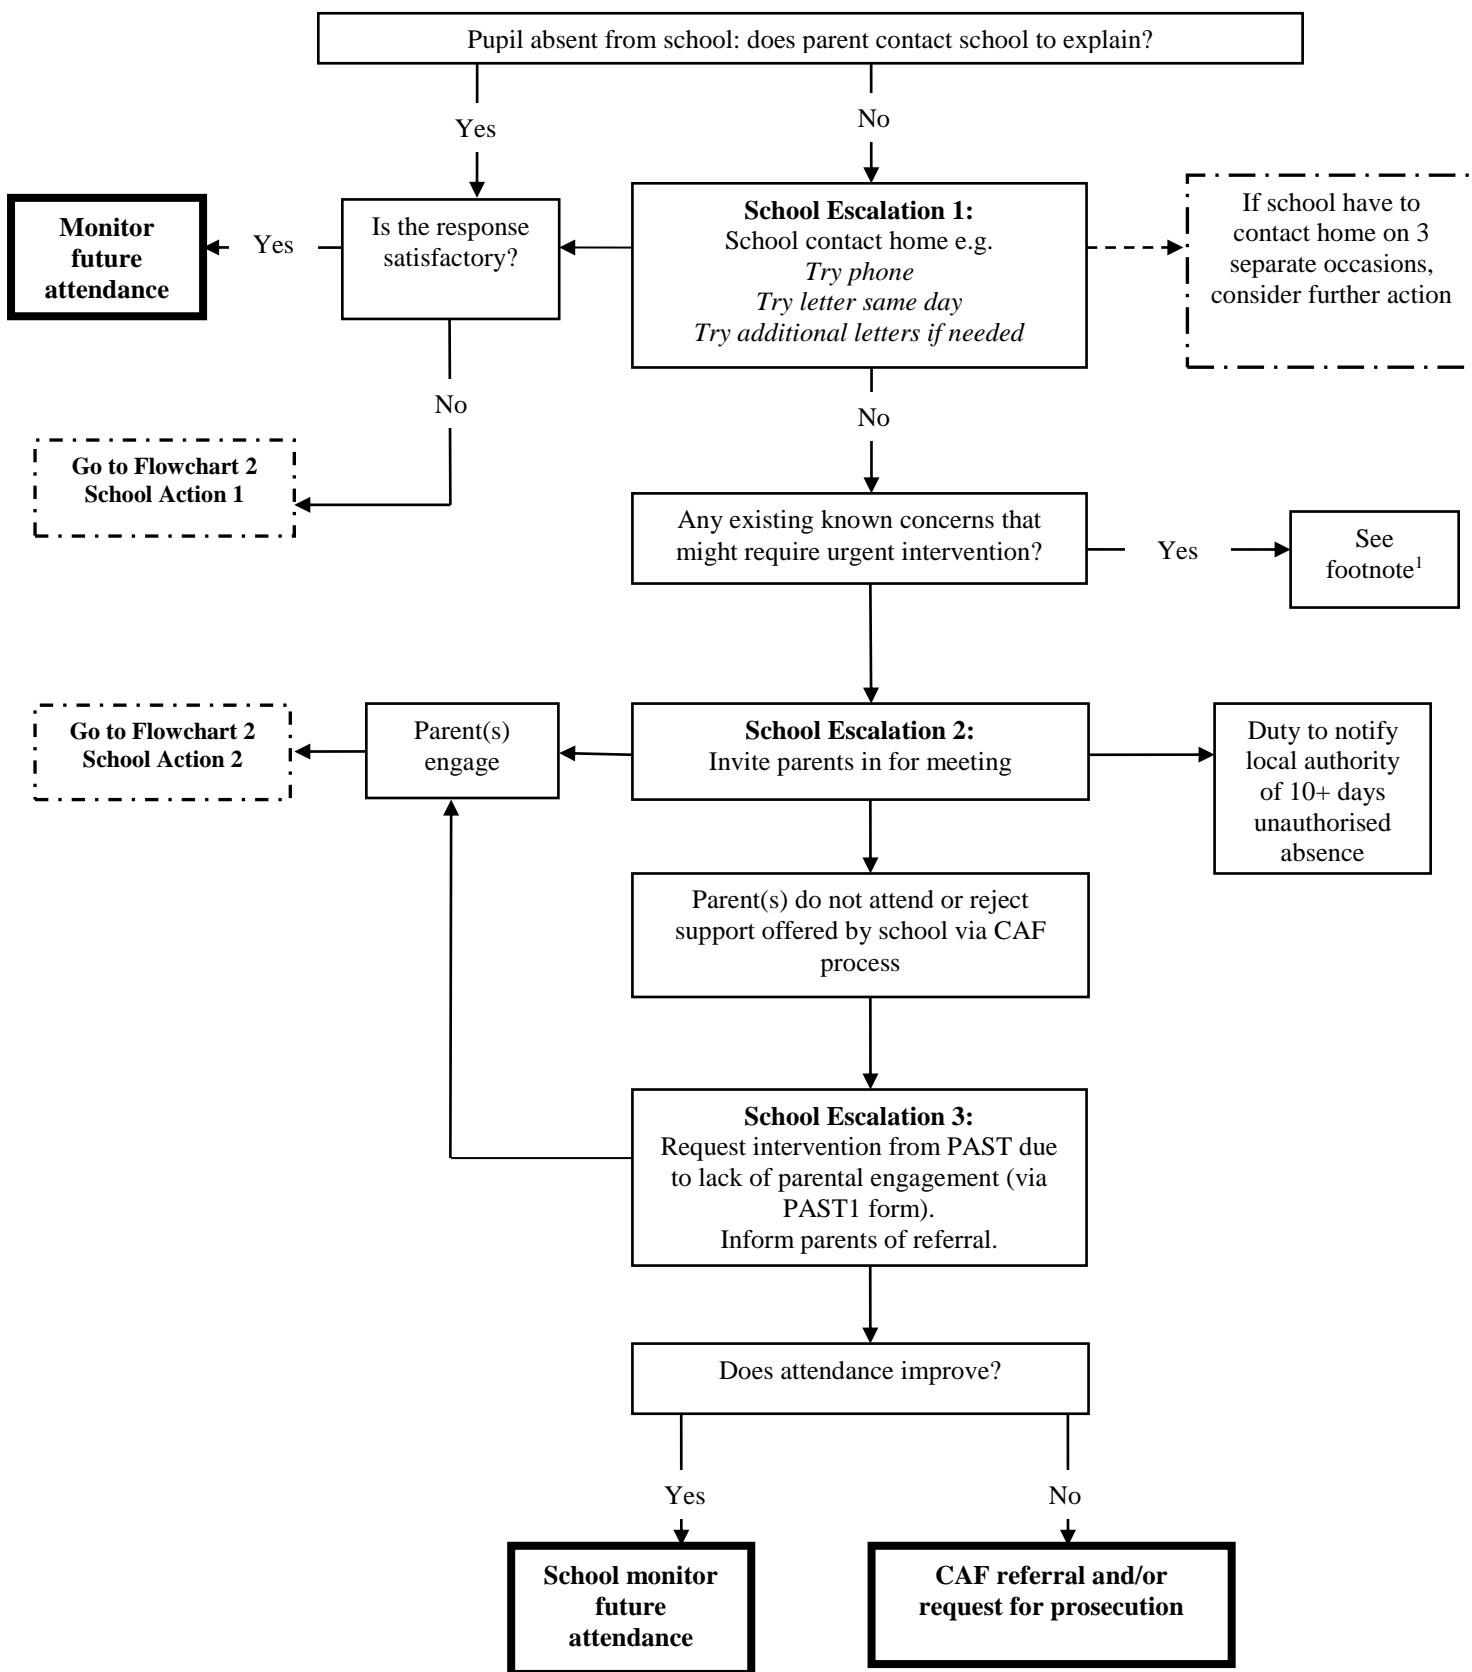 Pupil absent from school: does parent contact school to explain?
Yes
No
Monitor
future
attendance
Yes
Is the response
satisfactory?
School Escalation 1:
School contact home e.g.
Try phone
Try letter same day
Try additional letters if needed
If school have to
contact home on 3
separate occasions,
consider further action
No
No
Go to Flowchart 2
School Action 1
Any existing known concerns that
might require urgent intervention?
Yes
See
footnote¹
Go to Flowchart 2
School Action 2
Parent(s)
engage
School Escalation 2:
Invite parents in for meeting
Duty to notify
local authority
of 10+ days
unauthorised
absence
Parent(s) do not attend or reject
support offered by school via CAF
process
School Escalation 3:
Request intervention from PAST due
to lack of parental engagement (via
PAST1 form).
Inform parents of referral.
Does attendance improve?
Yes
No
School monitor
future
attendance
CAF referral and/or
request for prosecution